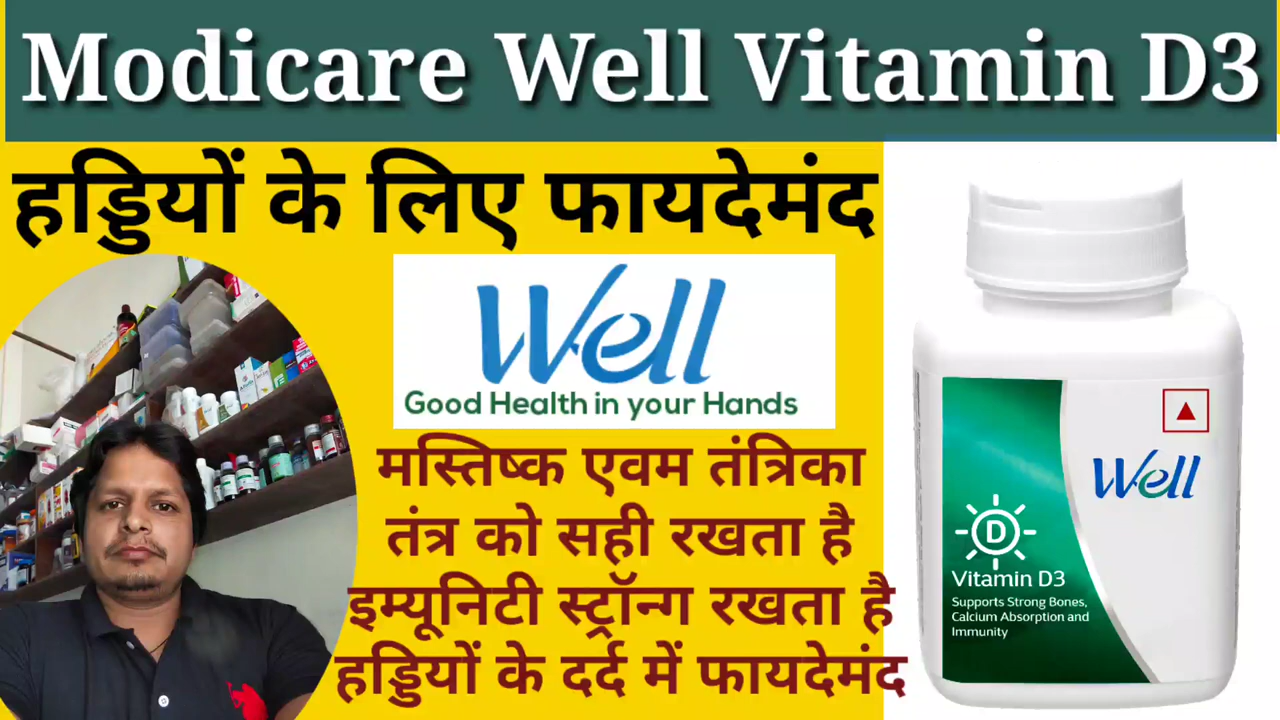 Modicare Well Vitamin D3
हड्डियों के लिए फायदेमंद
Well
Good Health in your Hands
मस्तिष्क एवम तंत्रिका
तंत्र को सही रखता है
इम्यूनिटी स्ट्रॉन्ग रखता है
हड्डियों के दर्द में फायदेमंद
Well
D
Vitamin D3
Supports Strong Bones,
Calcium Absorption and
Immunity